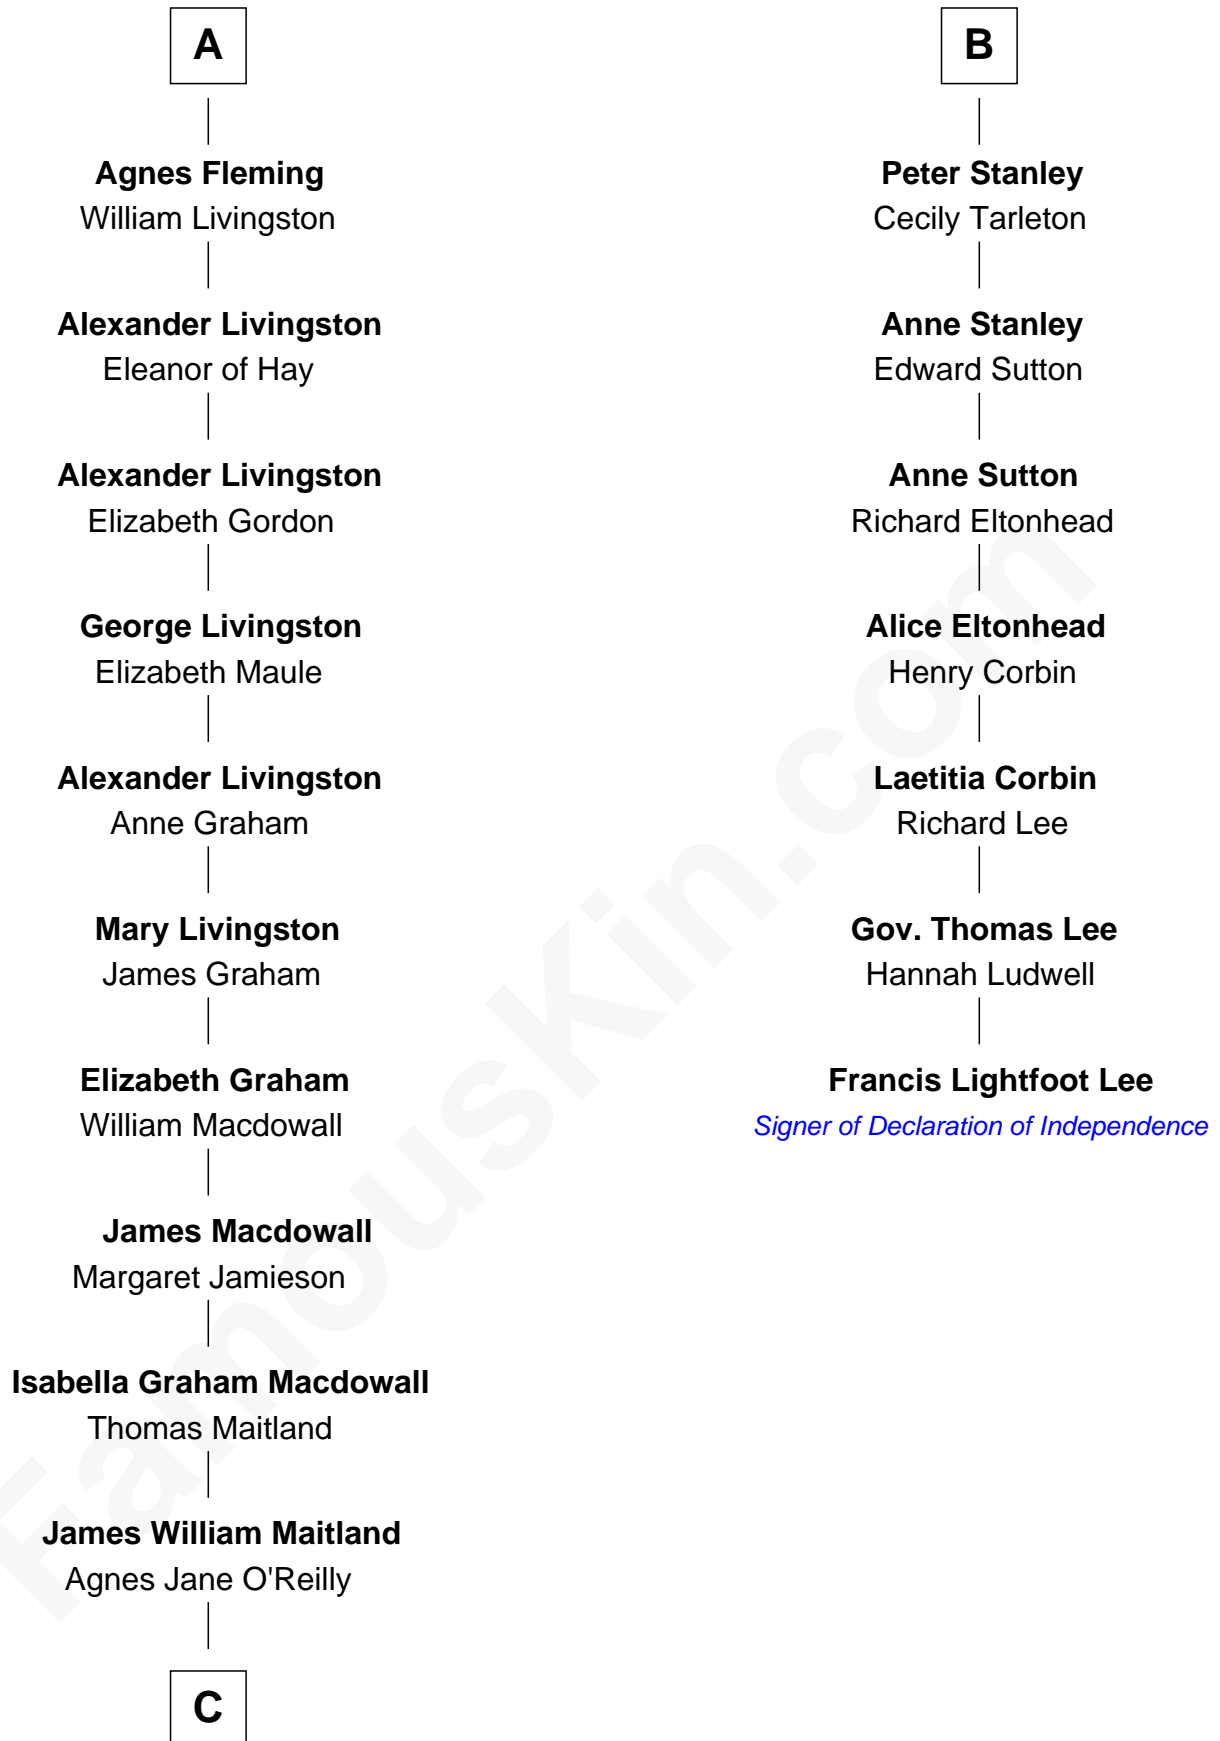 A
Agnes Fleming
William Livingston
Alexander Livingston
Eleanor of Hay
Alexander Livingston
Elizabeth Gordon
George Livingston
Elizabeth Maule
Alexander Livingston
Anne Graham
Mary Livingston
James Graham
Elizabeth Graham
William Macdowall
James Macdowall
Margaret Jamieson
Isabella Graham Macdowall
Thomas Maitland
James William Maitland
Agnes Jane O'Reilly
C
B
Peter Stanley
Cecily Tarleton
Anne Stanley
Edward Sutton
Anne Sutton
Richard Eltonhead
Alice Eltonhead
Henry Corbin
Laetitia Corbin
Richard Lee
Gov. Thomas Lee
Hannah Ludwell
Francis Lightfoot Lee
Signer of Declaration of Independence
FamousKin.com